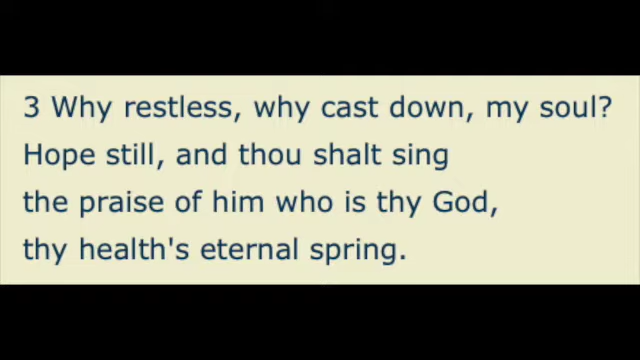 3 Why restless, why cast down, my soul?
Hope still, and thou shalt sing
the praise of him who is thy God,
thy health's eternal spring.